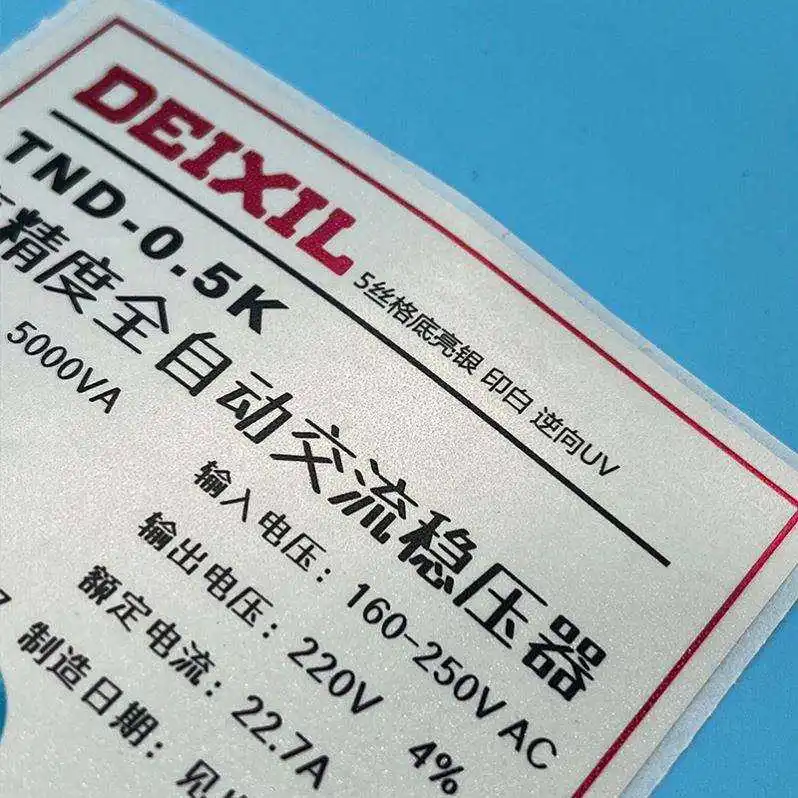 DEIXIL
5丝格底亮银 印白 逆向UV
TND-0.5K
精度全自动交流稳压器
5000VA
输入电压：160-250V AC
输出电压：220V 4%
额定电流：22.7A
制造日期：见